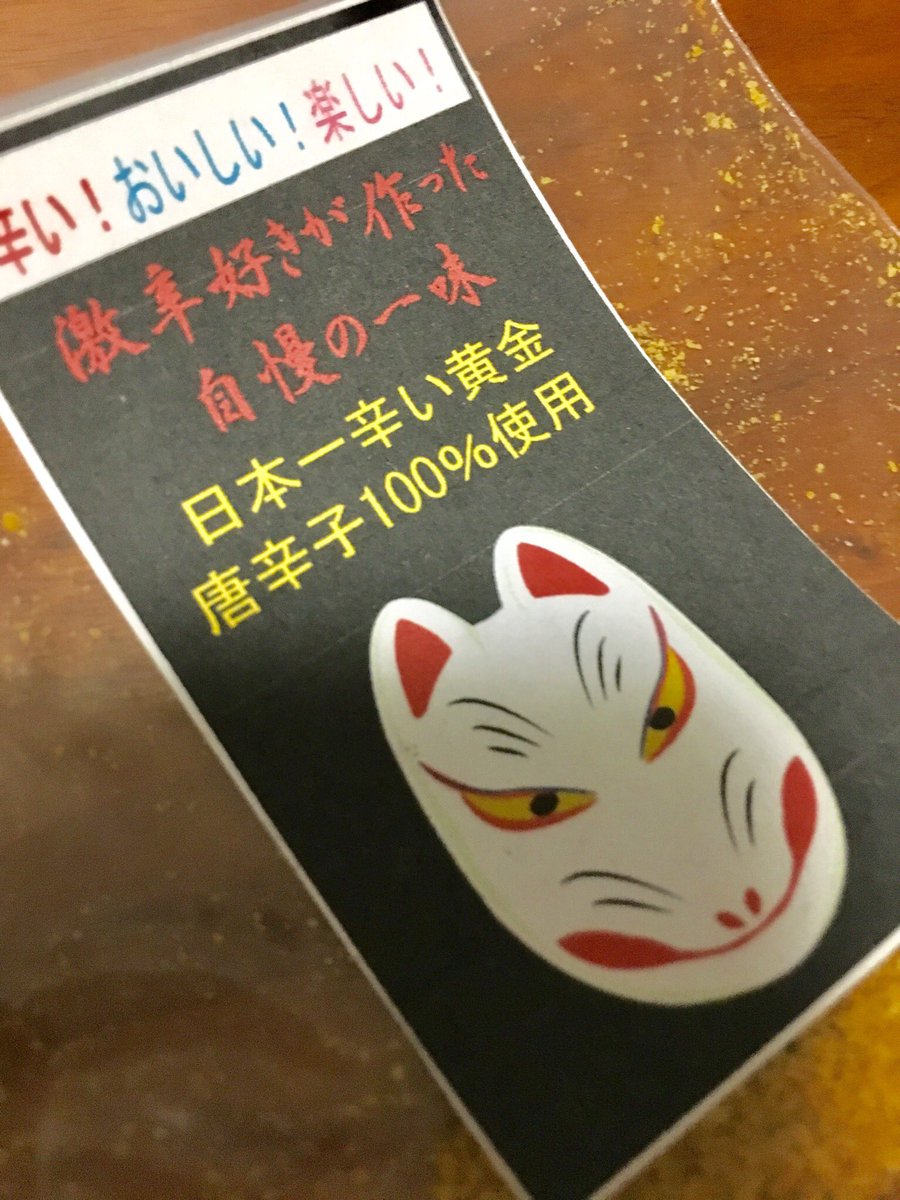 辛い!おいしい!楽しい!
激辛好きが作った
自慢の一味
日本一辛い黄金
唐辛子100%使用